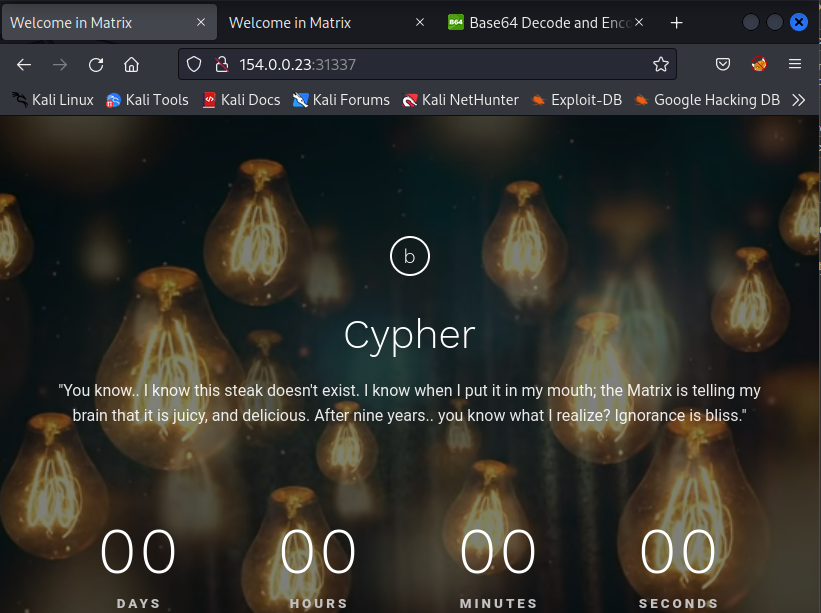 Welcome in Matrix
Welcome in Matrix
B64 Base64 Decode and Enco
154.0.0.23:31337
Kali Linux Kali Tools Kali Docs Kali Forums Kali NetHunter Exploit-DB Google Hacking DB
b
Cypher
"You know.. I know this steak doesn't exist. I know when I put it in my mouth; the Matrix is telling my
brain that it is juicy, and delicious. After nine years.. you know what I realize? Ignorance is bliss."
00 00 00 00
DAYS HOURS MINUTES SECONDS